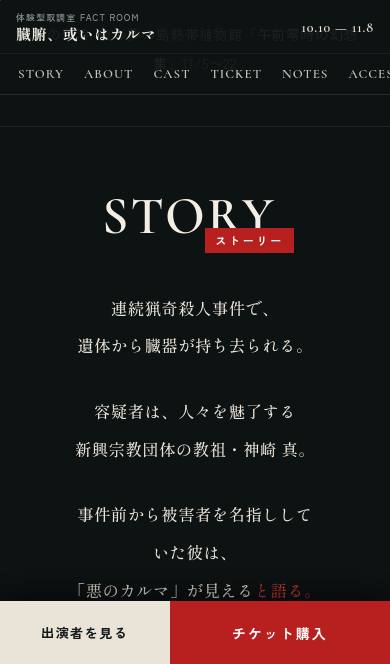 体験型取調室 FACT ROOM
臓腑、或いはカルマ
10.10 — 11.8
STORY ABOUT CAST TICKET NOTES ACCES
STORY
ストーリー
連続猟奇殺人事件で、
遺体から臓器が持ち去られる。
容疑者は、人々を魅了する
新興宗教団体の教祖・神崎 真。
事件前から被害者を名指しして
いた彼は、
「悪のカルマ」が見えると語る。
出演者を見る
チケット購入